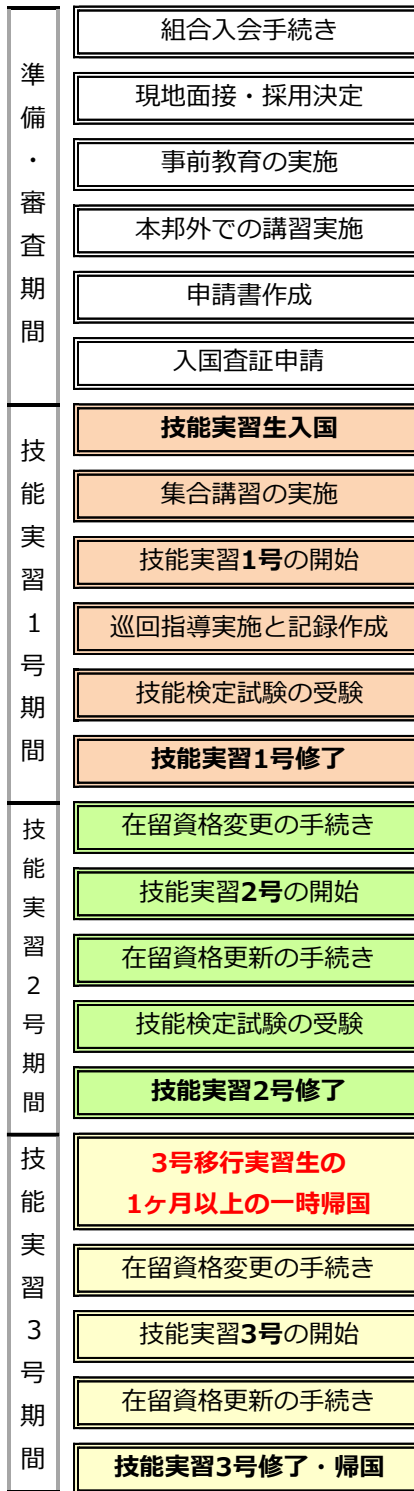 準備・審査期間
組合入会手続き
現地面接・採用決定
事前教育の実施
本邦外での講習実施
申請書作成
入国査証申請
技能実習1号期間
技能実習生入国
集合講習の実施
技能実習1号の開始
巡回指導実施と記録作成
技能検定試験の受験
技能実習1号修了
技能実習2号期間
在留資格変更の手続き
技能実習2号の開始
在留資格更新の手続き
技能検定試験の受験
技能実習2号修了
技能実習3号期間
3号移行実習生の
1ヶ月以上の一時帰国
在留資格変更の手続き
技能実習3号の開始
在留資格更新の手続き
技能実習3号修了・帰国